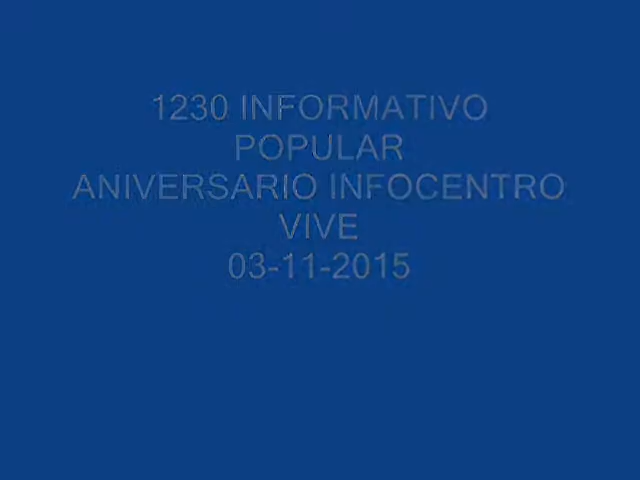 1230 INFORMATIVO
POPULAR
ANIVERSARIO INFOCENTRO
VIVE
03-11-2015